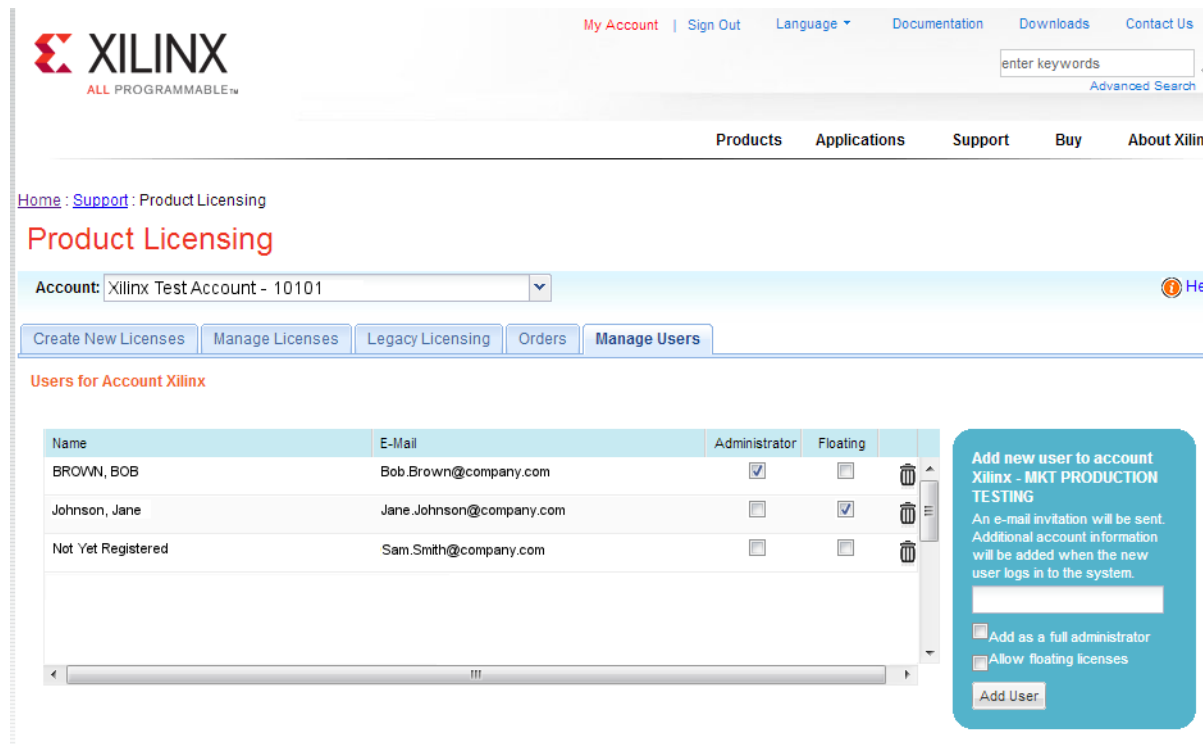 My Account | Sign Out Language Documentation Downloads Contact Us
XILINX
ALL PROGRAMMABLE™
enter keywords
Advanced Search
Products Applications Support Buy About Xilin
Home : Support : Product Licensing
Product Licensing
Account: Xilinx Test Account - 10101
He
Create New Licenses Manage Licenses Legacy Licensing Orders Manage Users
Users for Account Xilinx
Name E-Mail Administrator Floating
BROWN, BOB Bob.Brown@company.com
Johnson, Jane Jane.Johnson@company.com
Not Yet Registered Sam.Smith@company.com
Add new user to account
Xilinx - MKT PRODUCTION
TESTING
An e-mail invitation will be sent.
Additional account information
will be added when the new
user logs in to the system.
Add as a full administrator
Allow floating licenses
Add User